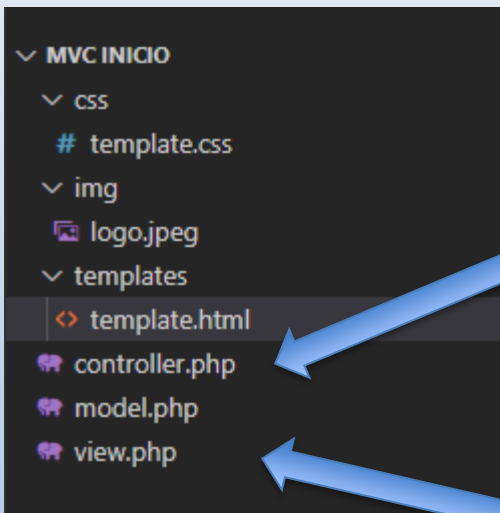 MVC INICIO
css
# template.css
img
logo.jpeg
templates
<> template.html
controller.php
model.php
view.php